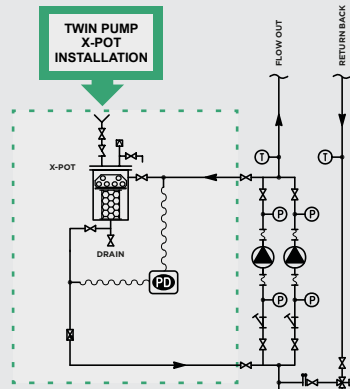 TWIN PUMP
X-POT
INSTALLATION
FLOW OUT
RETURN BACK
T
T
X-POT
P
P
DRAIN
PD
P
P